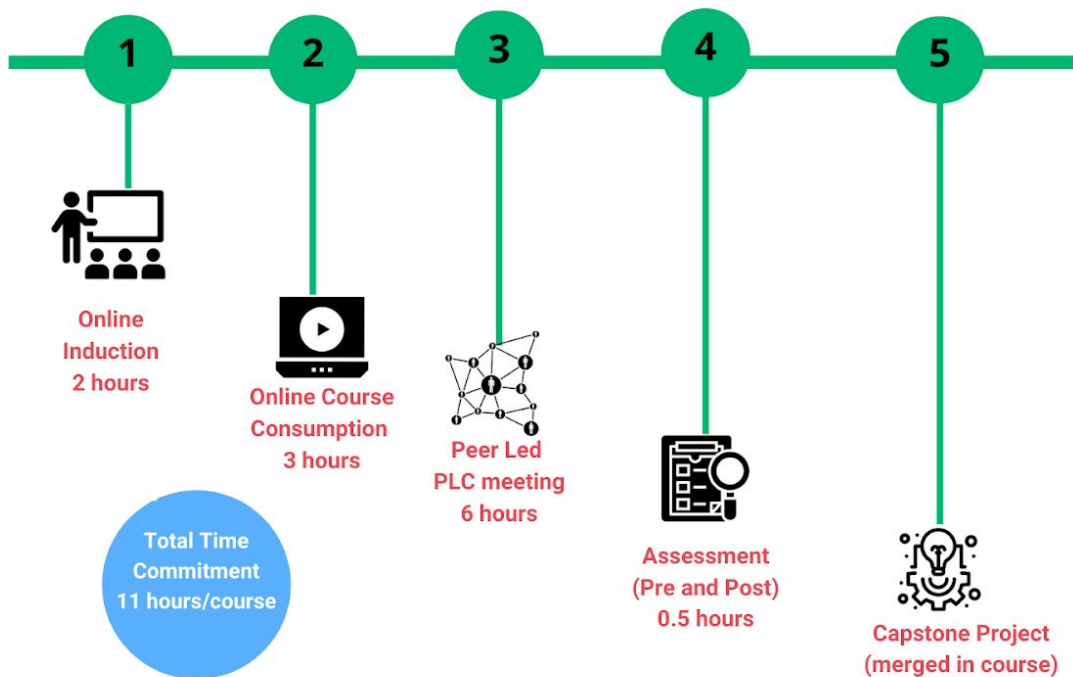 1
2
3
4
5
Online
Induction
2 hours
Online Course
Consumption
3 hours
Peer Led
PLC meeting
6 hours
Assessment
(Pre and Post)
0.5 hours
Capstone Project
(merged in course)
Total Time
Commitment
11 hours/course